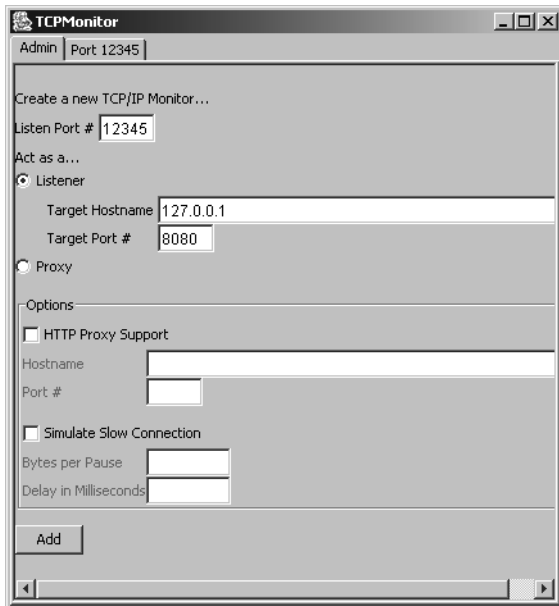 TCPMonitor
Admin Port 12345
Create a new TCP/IP Monitor...
Listen Port # 12345
Act as a...
Listener
Target Hostname 127.0.0.1
Target Port # 8080
Proxy
Options
HTTP Proxy Support
Hostname
Port #
Simulate Slow Connection
Bytes per Pause
Delay in Milliseconds
Add